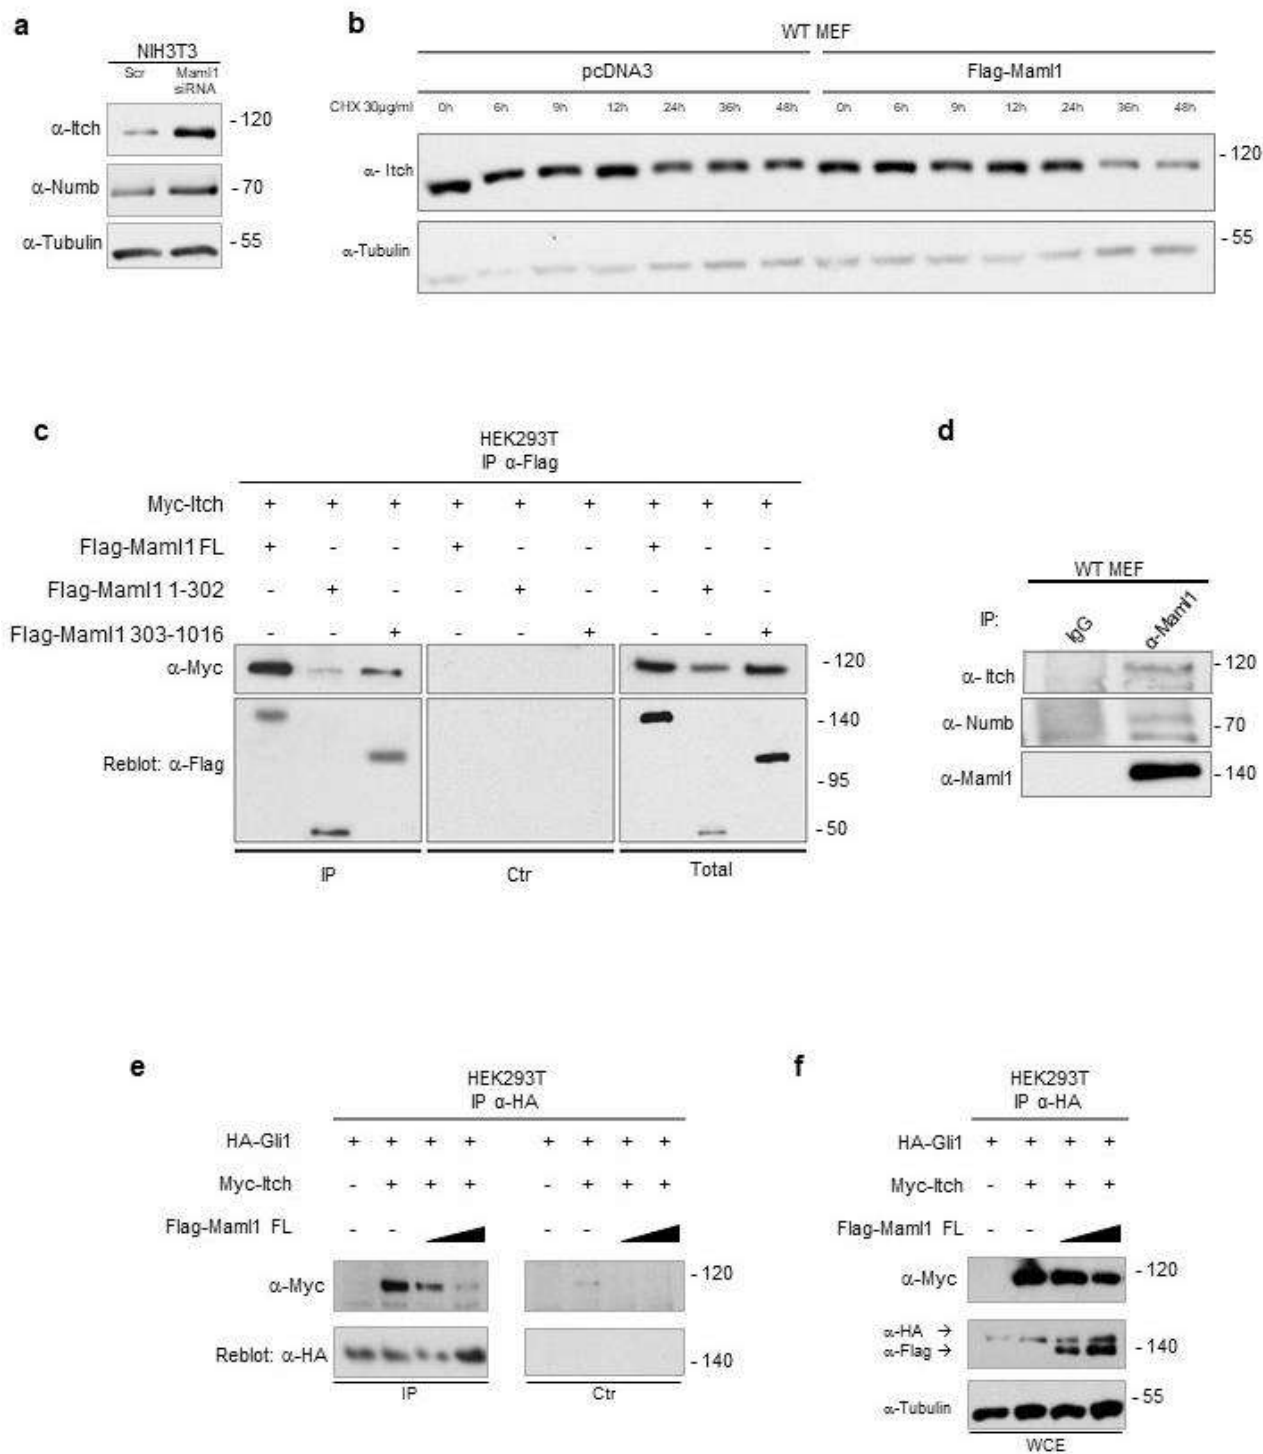 a
NIH3T3
Scr Maml1 siRNA
α-Itch - 120
α-Numb - 70
α-Tubulin - 55
b
WT MEF
pcDNA3 Flag-Maml1
CHX 30μg/ml 0h 6h 9h 12h 24h 36h 48h 0h 6h 9h 12h 24h 36h 48h
α- Itch - 120
α-Tubulin - 55
c
HEK293T
IP α-Flag
Myc-Itch + + + + + + + + +
Flag-Maml1 FL + - - + - - + - -
Flag-Maml1 1-302 - + - - + - - + -
Flag-Maml1 303-1016 - - + - - + - - +
α-Myc - 120
Reblot: α-Flag - 140
- 95
- 50
IP Ctr Total
d
WT MEF
IP: IgG α-Maml1
α- Itch - 120
α- Numb - 70
α-Maml1 - 140
e
HEK293T
IP α-HA
HA-Gli1 + + + + + + + +
Myc-Itch - + + + - + + +
Flag-Maml1 FL - - - -
α-Myc - 120
Reblot: α-HA - 140
IP Ctr
f
HEK293T
IP α-HA
HA-Gli1 + + + +
Myc-Itch - + + +
Flag-Maml1 FL - -
α-Myc - 120
α-HA →
α-Flag → - 140
α-Tubulin - 55
WCE